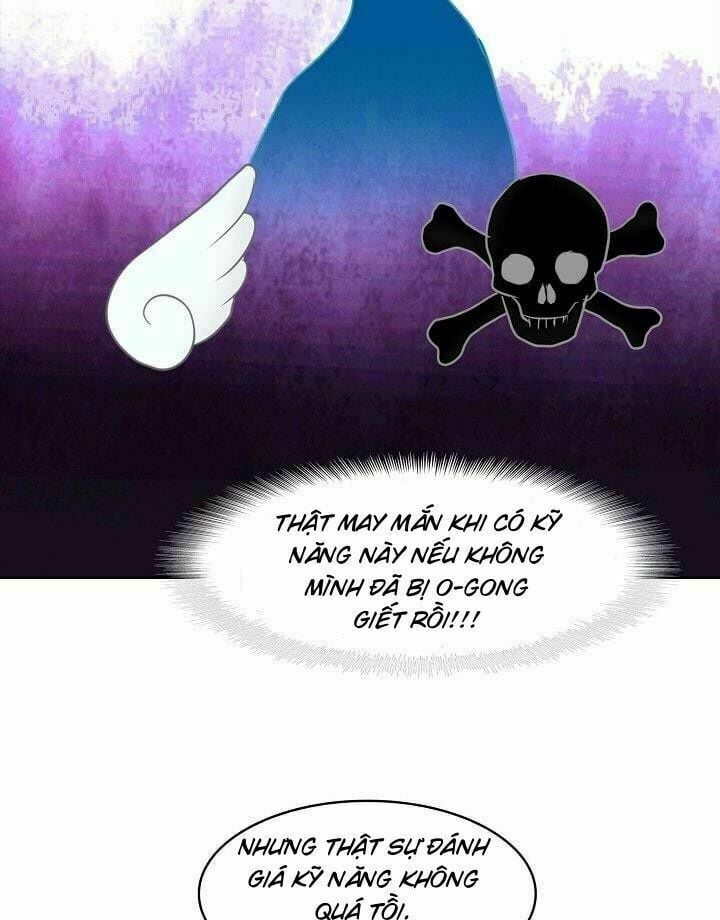 THẬT MAY MẮN KHI CÓ KỸ
NĂNG NÀY NẾU KHÔNG
MÌNH ĐÃ BỊ O-GONG
GIẾT RỒI!!!
NHƯNG THẬT SỰ ĐÁNH
GIÁ KỸ NĂNG KHÔNG
QUÁ TỒI.